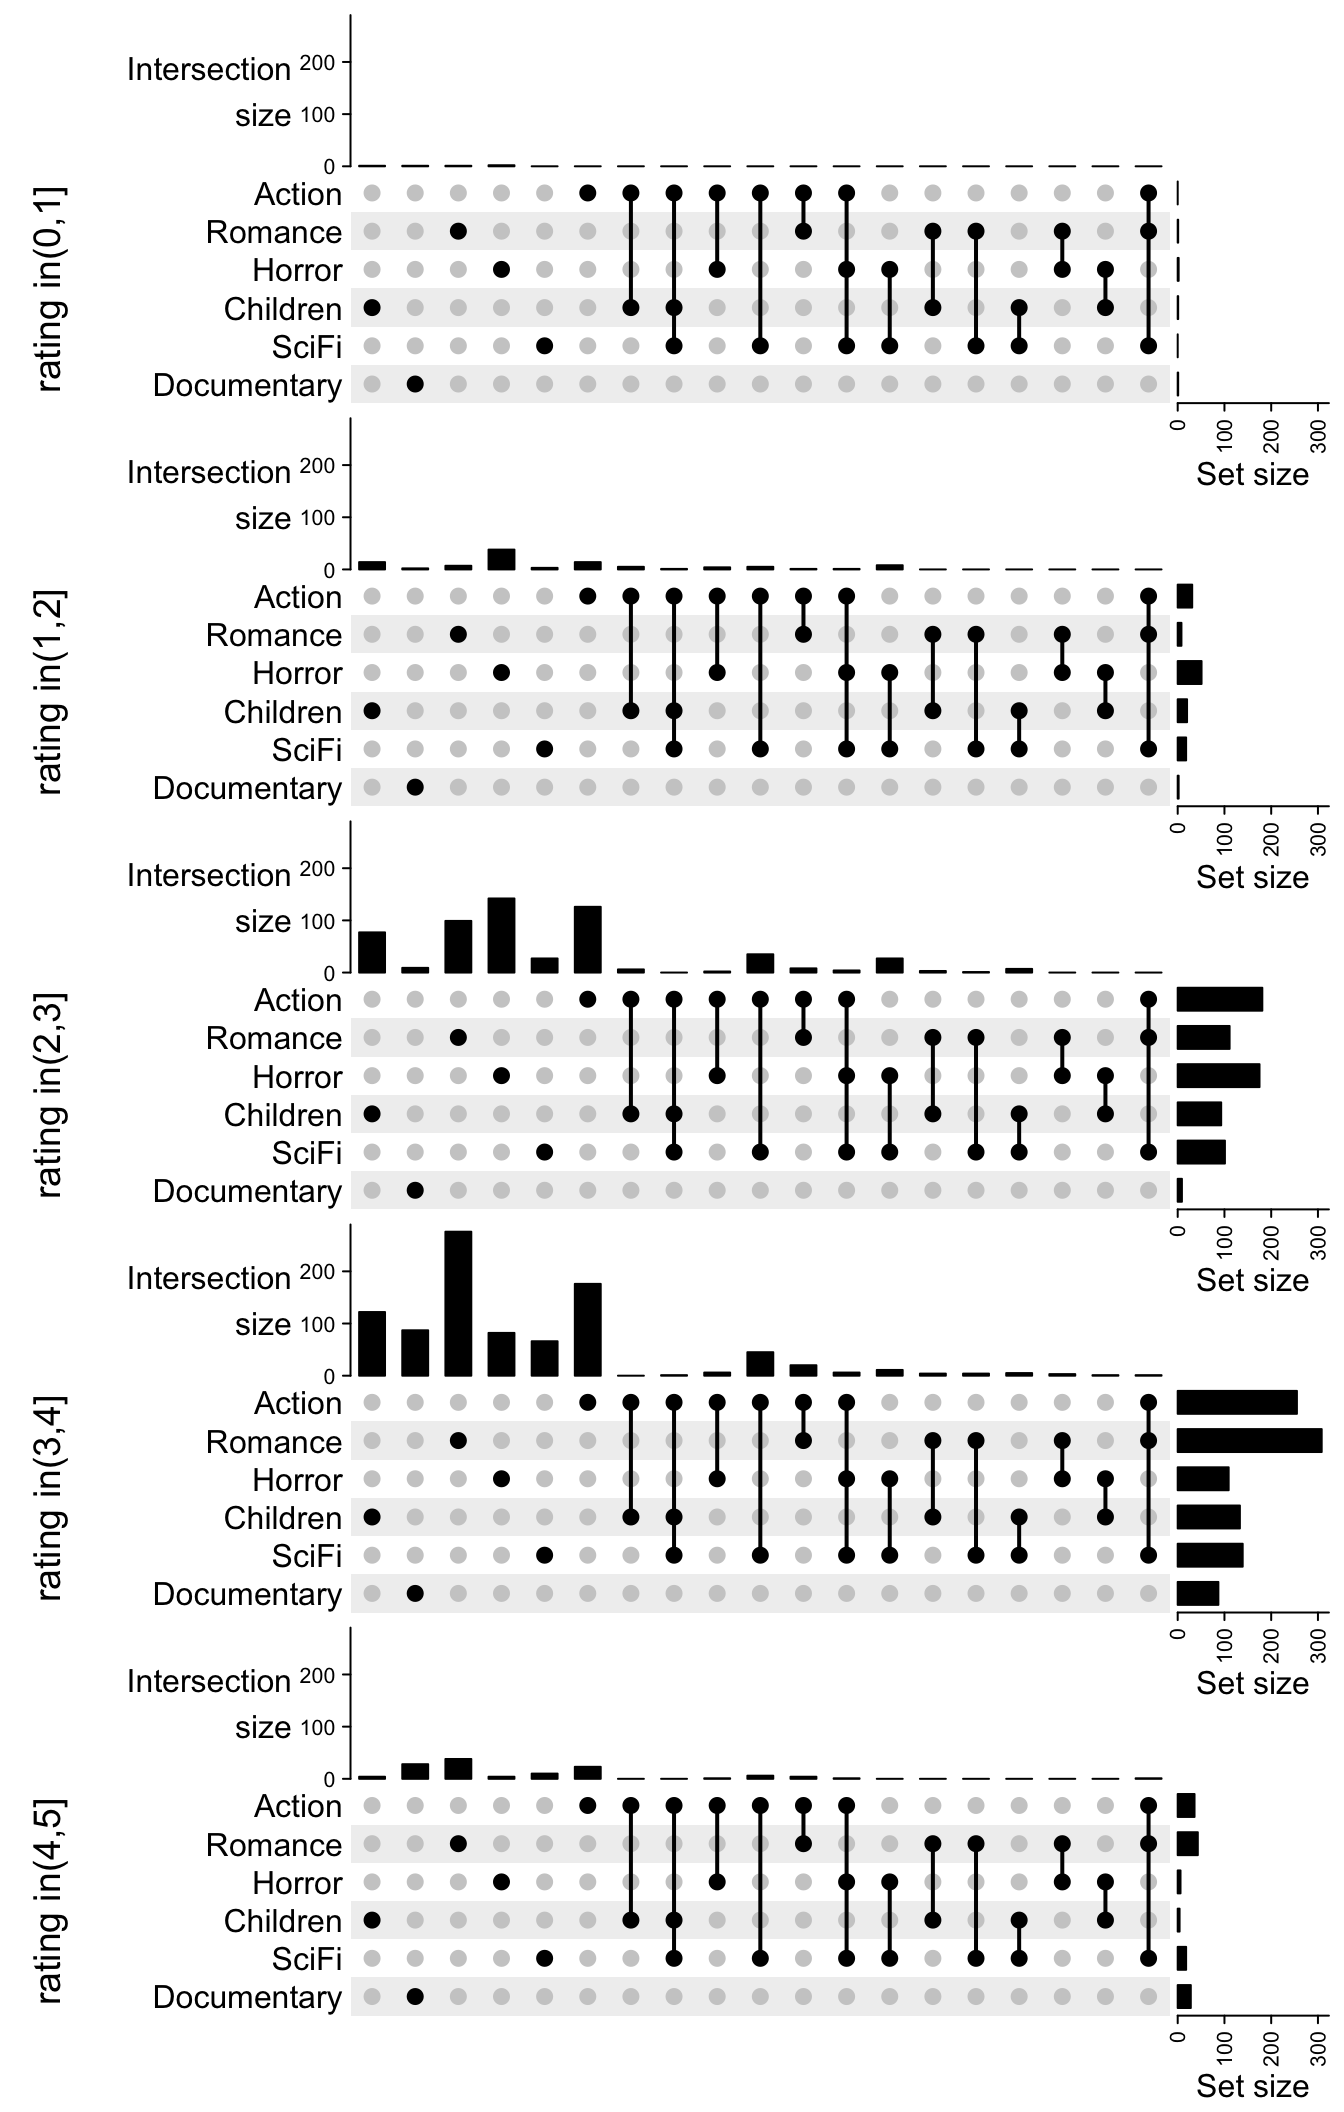 Intersection
size
200
100
0
rating in(0,1]
Action
Romance
Horror
Children
SciFi
Documentary
0 100 200 300
Set size
Intersection
size
200
100
0
rating in(1,2]
Action
Romance
Horror
Children
SciFi
Documentary
0 100 200 300
Set size
Intersection
size
200
100
0
rating in(2,3]
Action
Romance
Horror
Children
SciFi
Documentary
0 100 200 300
Set size
Intersection
size
200
100
0
rating in(3,4]
Action
Romance
Horror
Children
SciFi
Documentary
0 100 200 300
Set size
Intersection
size
200
100
0
rating in(4,5]
Action
Romance
Horror
Children
SciFi
Documentary
0 100 200 300
Set size